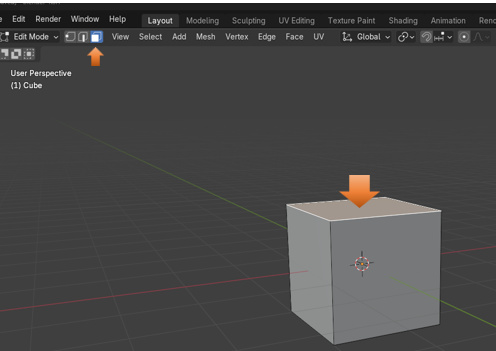 Edit Render Window Help Layout Modeling Sculpting UV Editing Texture Paint Shading Animation
Edit Mode View Select Add Mesh Vertex Edge Face UV Global
User Perspective
(1) Cube